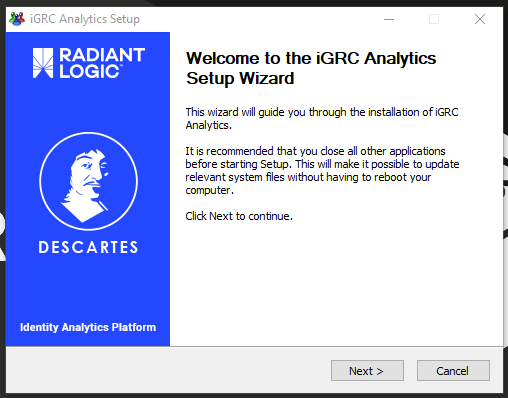 iGRC Analytics Setup
RADIANT
LOGIC™
DESCARTES
Identity Analytics Platform
Welcome to the iGRC Analytics
Setup Wizard
This wizard will guide you through the installation of iGRC
Analytics.
It is recommended that you close all other applications
before starting Setup. This will make it possible to update
relevant system files without having to reboot your
computer.
Click Next to continue.
Next >
Cancel